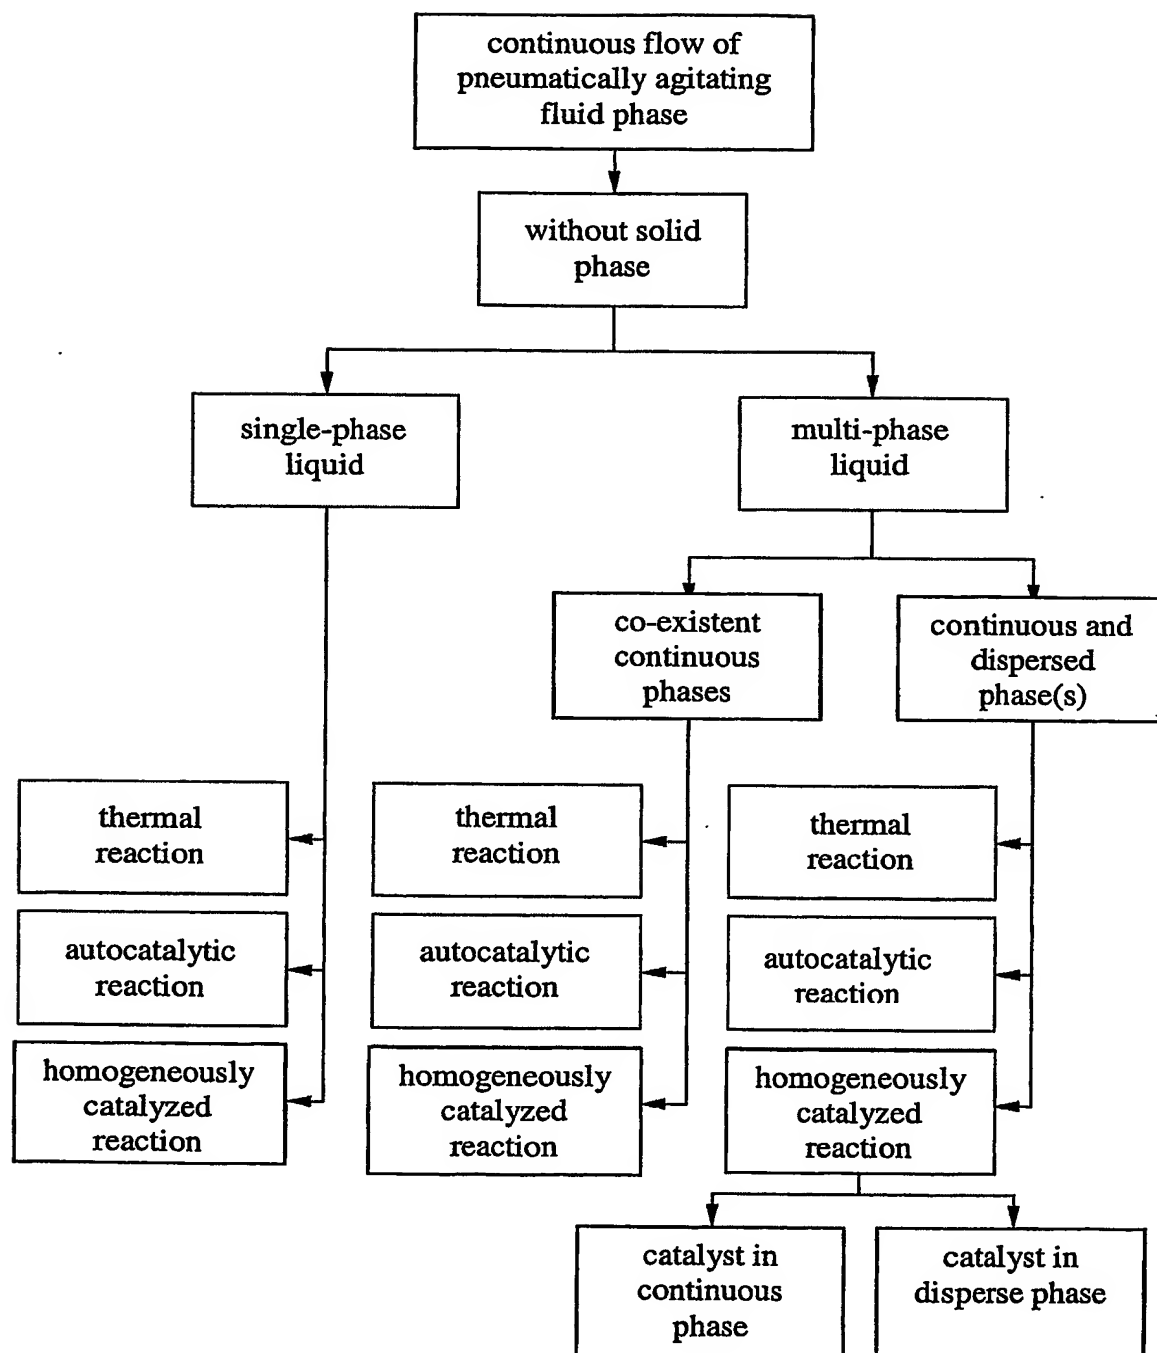 continuous flow of
pneumatically agitating
fluid phase
without solid
phase
single-phase
liquid
multi-phase
liquid
co-existent
continuous
phases
continuous and
dispersed
phase(s)
thermal
reaction
autocatalytic
reaction
homogeneously
catalyzed
reaction
thermal
reaction
autocatalytic
reaction
homogeneously
catalyzed
reaction
thermal
reaction
autocatalytic
reaction
homogeneously
catalyzed
reaction
catalyst in
continuous
phase
catalyst in
disperse phase